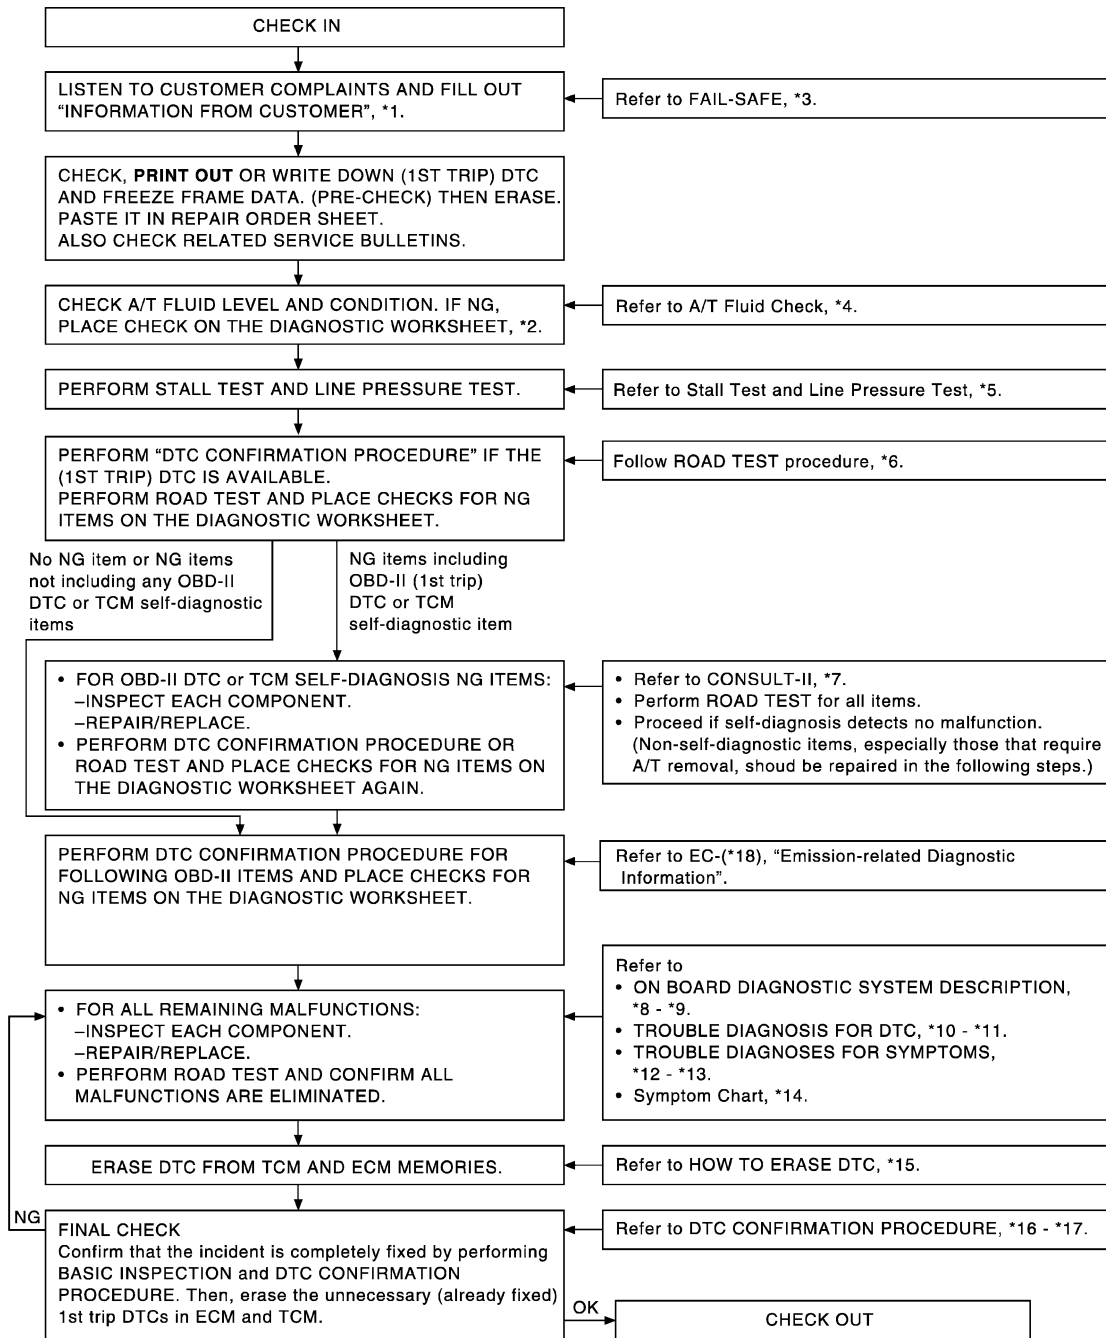 CHECK IN
LISTEN TO CUSTOMER COMPLAINTS AND FILL OUT
“INFORMATION FROM CUSTOMER”, *1.
Refer to FAIL-SAFE, *3.
CHECK, PRINT OUT OR WRITE DOWN (1ST TRIP) DTC
AND FREEZE FRAME DATA. (PRE-CHECK) THEN ERASE.
PASTE IT IN REPAIR ORDER SHEET.
ALSO CHECK RELATED SERVICE BULLETINS.
CHECK A/T FLUID LEVEL AND CONDITION. IF NG,
PLACE CHECK ON THE DIAGNOSTIC WORKSHEET, *2.
Refer to A/T Fluid Check, *4.
PERFORM STALL TEST AND LINE PRESSURE TEST.
Refer to Stall Test and Line Pressure Test, *5.
PERFORM “DTC CONFIRMATION PROCEDURE” IF THE
(1ST TRIP) DTC IS AVAILABLE.
PERFORM ROAD TEST AND PLACE CHECKS FOR NG
ITEMS ON THE DIAGNOSTIC WORKSHEET.
Follow ROAD TEST procedure, *6.
No NG item or NG items
not including any OBD-II
DTC or TCM self-diagnostic
items
NG items including
OBD-II (1st trip)
DTC or TCM
self-diagnostic item
• FOR OBD-II DTC or TCM SELF-DIAGNOSIS NG ITEMS:
–INSPECT EACH COMPONENT.
–REPAIR/REPLACE.
• PERFORM DTC CONFIRMATION PROCEDURE OR
ROAD TEST AND PLACE CHECKS FOR NG ITEMS ON
THE DIAGNOSTIC WORKSHEET AGAIN.
• Refer to CONSULT-II, *7.
• Perform ROAD TEST for all items.
• Proceed if self-diagnosis detects no malfunction.
(Non-self-diagnostic items, especially those that require
A/T removal, shoud be repaired in the following steps.)
PERFORM DTC CONFIRMATION PROCEDURE FOR
FOLLOWING OBD-II ITEMS AND PLACE CHECKS FOR
NG ITEMS ON THE DIAGNOSTIC WORKSHEET.
Refer to EC-(*18), “Emission-related Diagnostic
Information”.
• FOR ALL REMAINING MALFUNCTIONS:
–INSPECT EACH COMPONENT.
–REPAIR/REPLACE.
• PERFORM ROAD TEST AND CONFIRM ALL
MALFUNCTIONS ARE ELIMINATED.
Refer to
• ON BOARD DIAGNOSTIC SYSTEM DESCRIPTION,
*8 - *9.
• TROUBLE DIAGNOSIS FOR DTC, *10 - *11.
• TROUBLE DIAGNOSES FOR SYMPTOMS,
*12 - *13.
• Symptom Chart, *14.
ERASE DTC FROM TCM AND ECM MEMORIES.
Refer to HOW TO ERASE DTC, *15.
NG
FINAL CHECK
Confirm that the incident is completely fixed by performing
BASIC INSPECTION and DTC CONFIRMATION
PROCEDURE. Then, erase the unnecessary (already fixed)
1st trip DTCs in ECM and TCM.
Refer to DTC CONFIRMATION PROCEDURE, *16 - *17.
OK
CHECK OUT